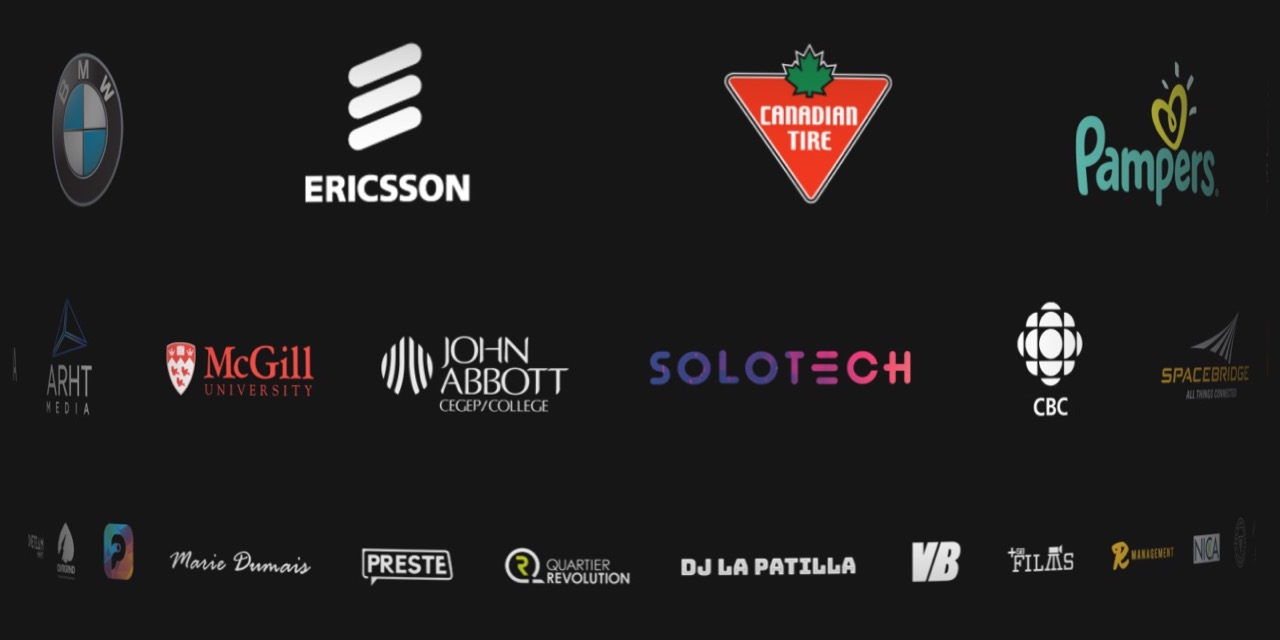 BMW
ERICSSON
CANADIAN
TIRE
Pampers
ARHT
MEDIA
McGill
UNIVERSITY
JOHN
ABBOTT
CEGEP/COLLEGE
SOLOTECH
CBC
SPACEBRIDGE
ALL THINGS CONNECTED
Marie Dumais
PRESTE
QUARTIER
REVOLUTION
DJ LA PATILLA
VB
FILMS
R MANAGEMENT
NICA